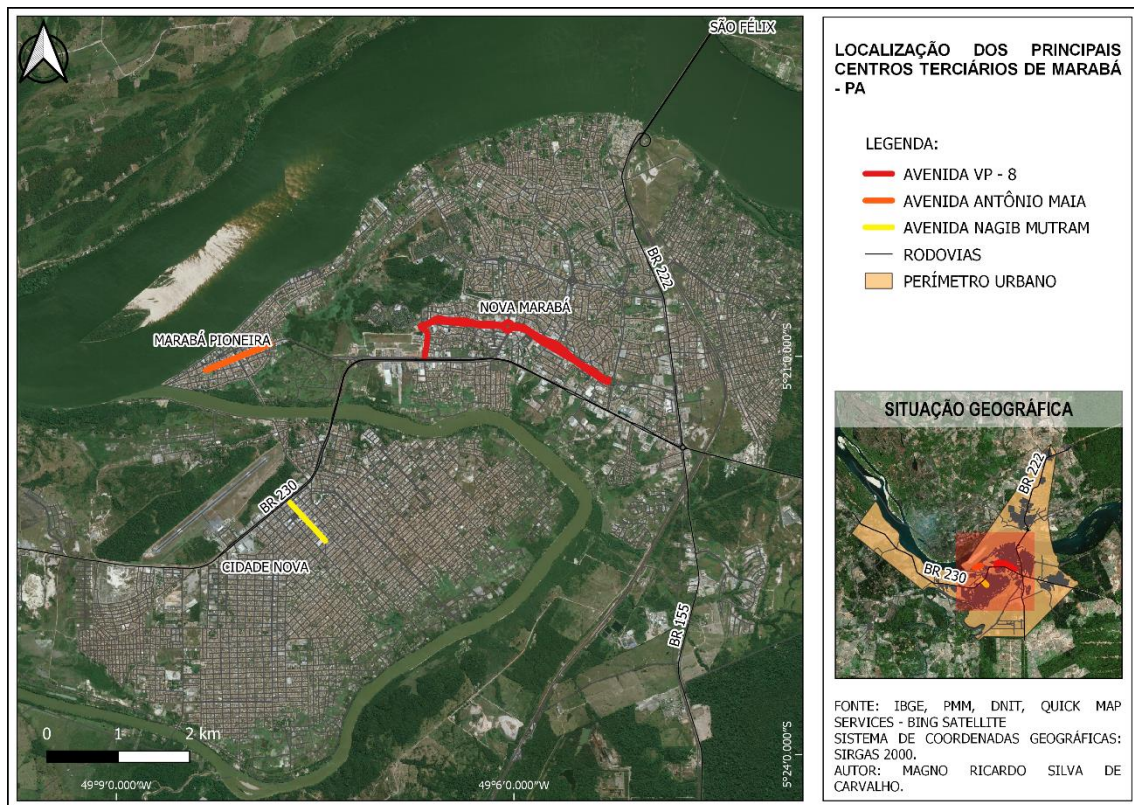 SÃO FÉLIX
BR 222
NOVA MARABÁ
MARABÁ PIONEIRA
5°21'0.000"S
BR 230
CIDADE NOVA
BR 155
0 1 2 km
5°24'0.000"S
49°9'0.000"W
49°6'0.000"W
LOCALIZAÇÃO DOS PRINCIPAIS
CENTROS TERCIÁRIOS DE MARABÁ
- PA
LEGENDA:
AVENIDA VP - 8
AVENIDA ANTÔNIO MAIA
AVENIDA NAGIB MUTRAM
RODOVIAS
PERÍMETRO URBANO
SITUAÇÃO GEOGRÁFICA
BR 222
BR 230
FONTE: IBGE, PMM, DNIT, QUICK MAP
SERVICES - BING SATELLITE
SISTEMA DE COORDENADAS GEOGRÁFICAS:
SIRGAS 2000.
AUTOR: MAGNO RICARDO SILVA DE
CARVALHO.